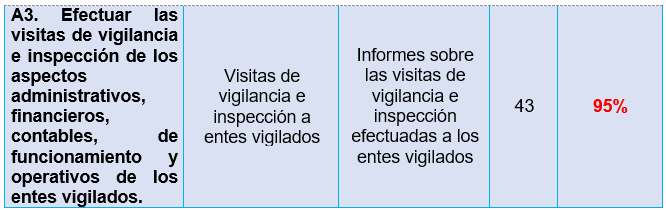 A3. Efectuar las
visitas de vigilancia
e inspección de los
aspectos
administrativos,
financieros,
contables, de
funcionamiento y
operativos de los
entes vigilados.
Visitas de
vigilancia e
inspección a
entes vigilados
Informes sobre
las visitas de
vigilancia e
inspección
efectuadas a los
entes vigilados
43
95%